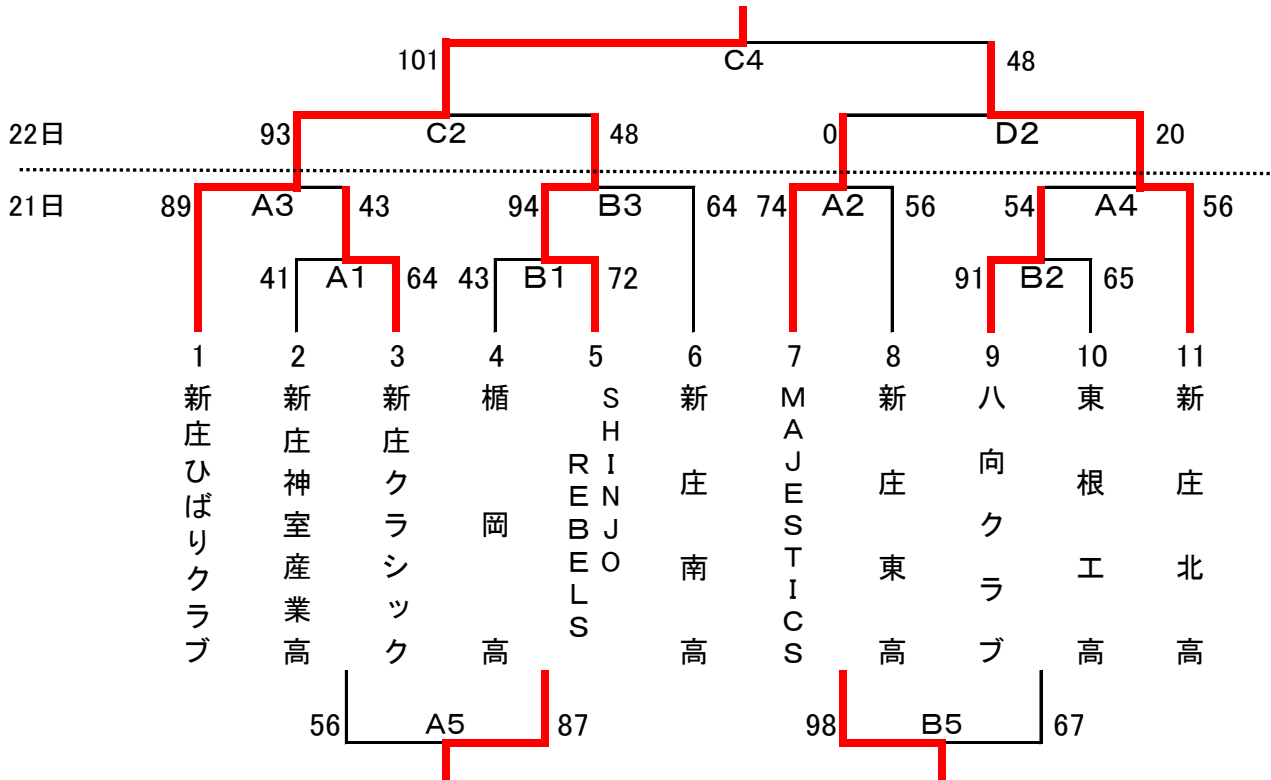 101 C4 48
22日 93 C2 48 0 D2 20
21日 89 A3 43 94 B3 64 74 A2 56 54 A4 56
41 A1 64 43 B1 72 91 B2 65
1 2 3 4 5 6 7 8 9 10 11
新庄ひばりクラブ
新庄神室産業高
新庄クラシック
楯岡高
SHINJO
REBELS
新庄南高
MAJESTICS
新庄東高
八向クラブ
東根工高
新庄北高
56 A5 87 98 B5 67